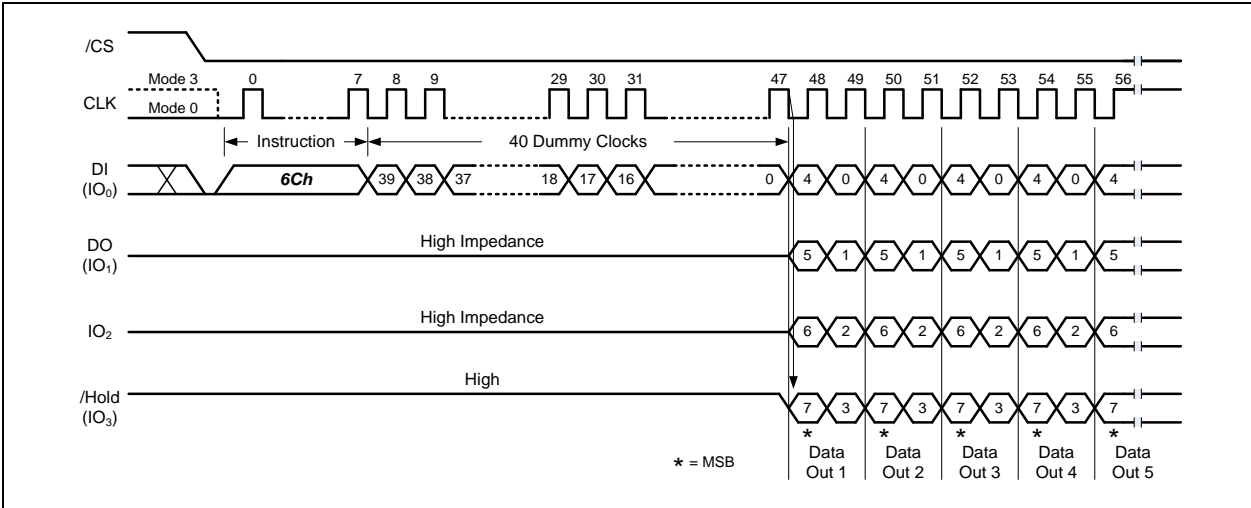 /CS
Mode 3 0 7 8 9 29 30 31 47 48 49 50 51 52 53 54 55 56
CLK
Mode 0
Instruction 40 Dummy Clocks
DI
(IO₀)
6Ch 39 38 37 18 17 16 0 4 0 4 0 4 0 4 0 4
High Impedance
DO
(IO₁)
5 1 5 1 5 1 5 1 5
High Impedance
IO₂
6 2 6 2 6 2 6 2 6
High
/Hold
(IO₃)
7 3 7 3 7 3 7 3 7
* * * * *
* = MSB
Data Data Data Data Data
Out 1 Out 2 Out 3 Out 4 Out 5